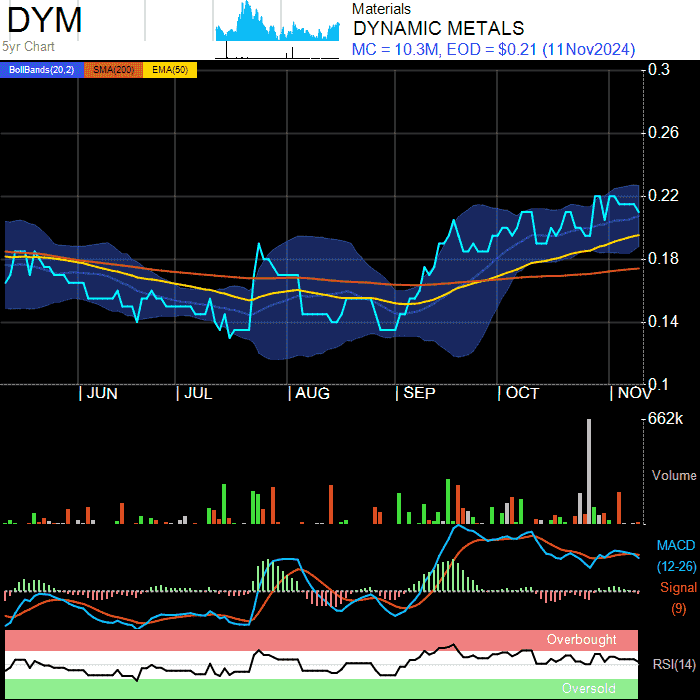 DYM
5yr Chart
Materials
DYNAMIC METALS
MC = 10.3M, EOD = $0.21 (11Nov2024)
BollBands(20,2) SMA(200) EMA(50)
0.3
0.26
0.22
0.18
0.14
0.1
JUN JUL AUG SEP OCT NOV
662k
Volume
MACD
(12-26)
Signal
(9)
Overbought
RSI(14)
Oversold